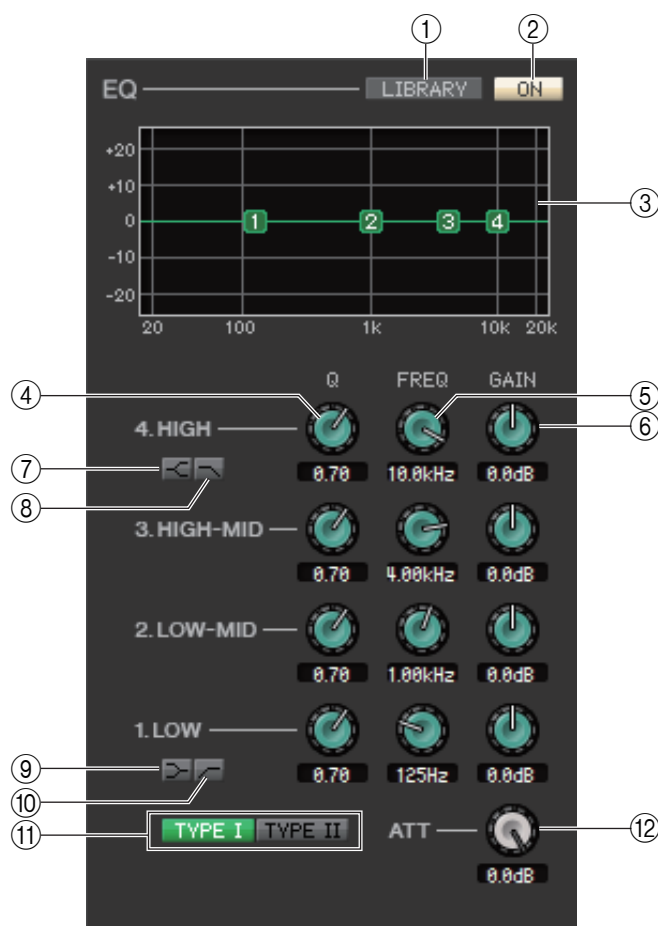 ① ②
EQ LIBRARY ON
+20
+10
0 1 2 3 4 ③
-10
-20
20 100 1k 10k 20k
Q FREQ GAIN
④ ⑤
4. HIGH ⑥
⑦ 0.70 10.0kHz 0.0dB
⑧
3. HIGH-MID
0.70 4.00kHz 0.0dB
2. LOW-MID
0.70 1.00kHz 0.0dB
1. LOW
⑨ 0.70 125Hz 0.0dB
⑩
⑪ TYPE I TYPE II ATT ⑫
0.0dB